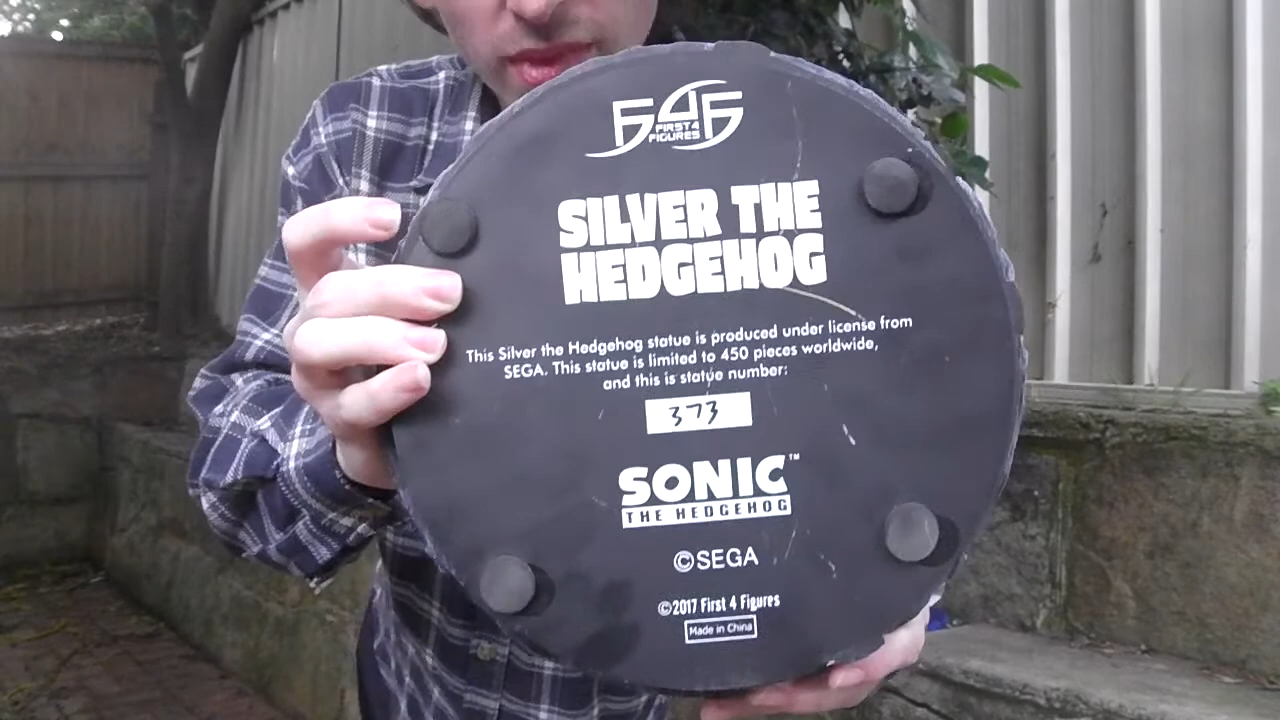 F4F
FIRST 4
FIGURES
SILVER THE
HEDGEHOG
This Silver the Hedgehog statue is produced under license from
SEGA. This statue is limited to 450 pieces worldwide,
and this is statue number:
373
SONIC™
THE HEDGEHOG
©SEGA
©2017 First 4 Figures
Made in China